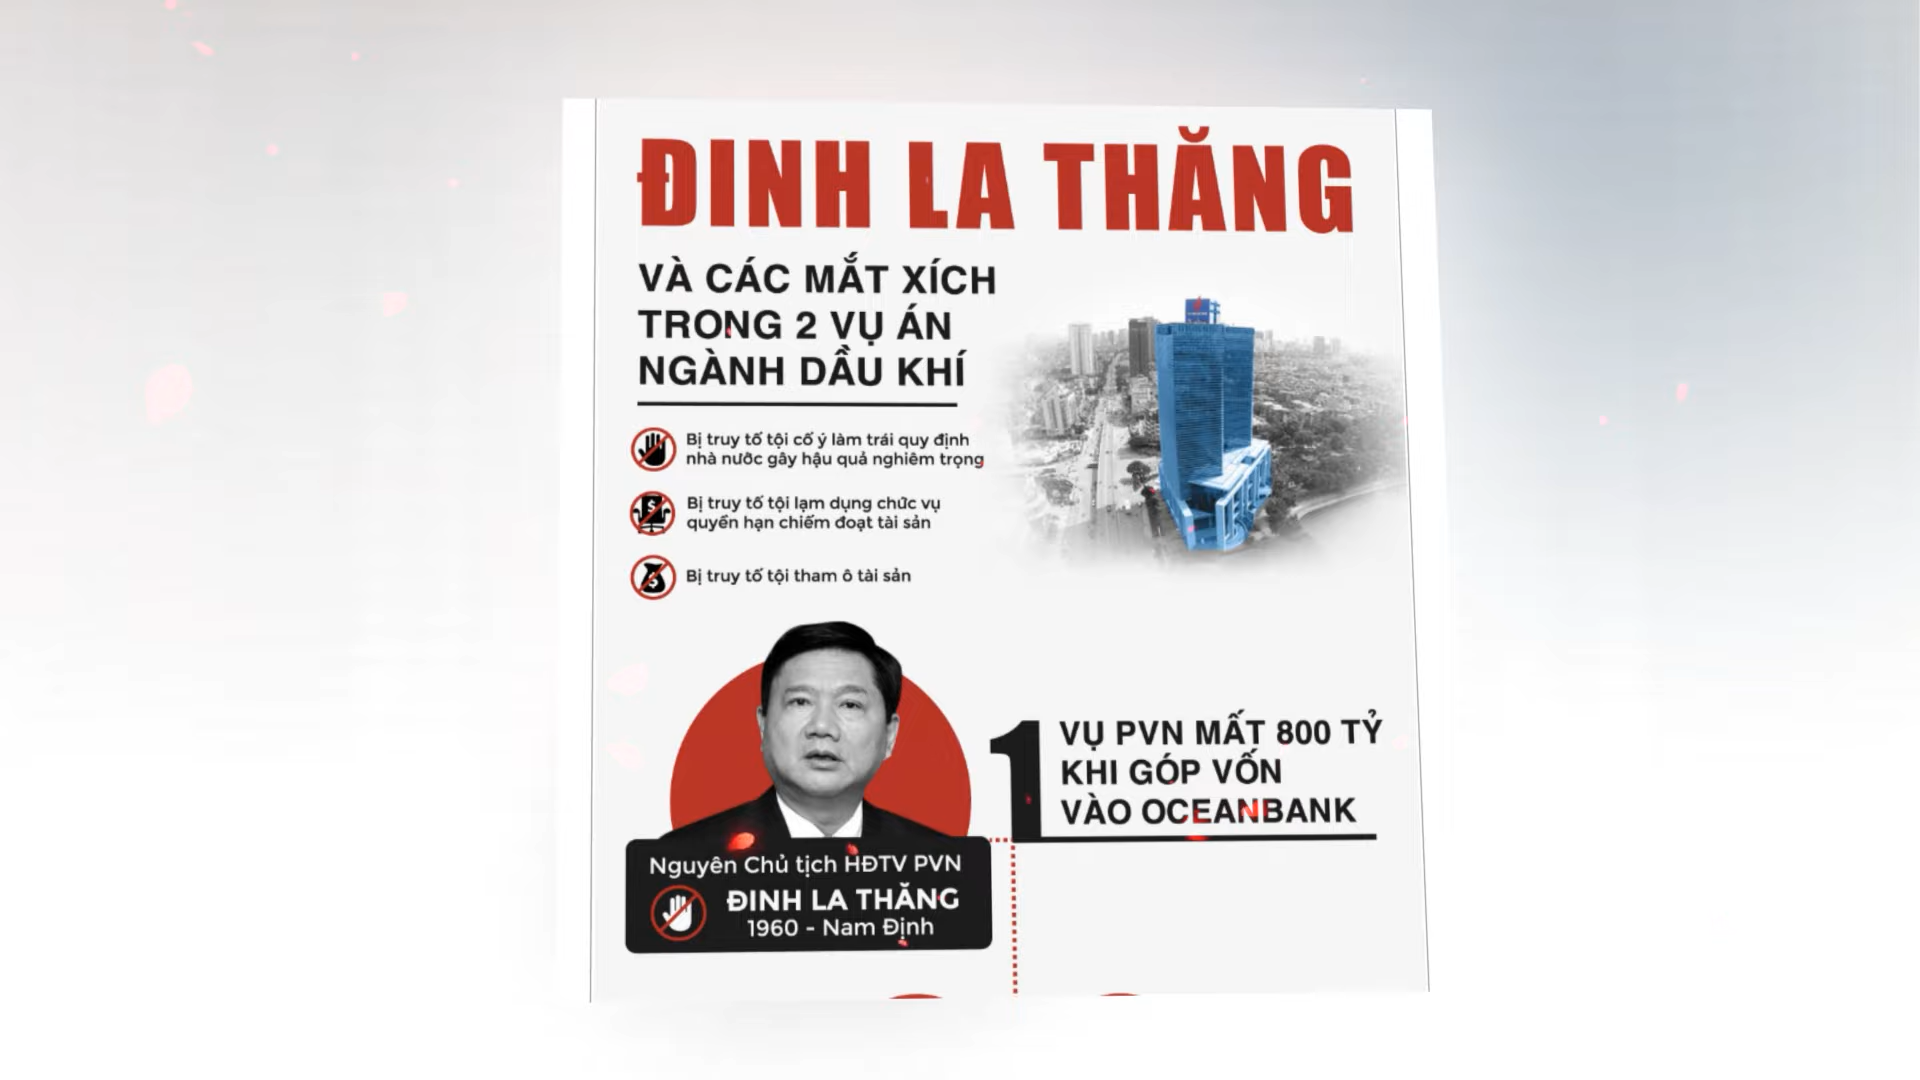 ĐINH LA THĂNG
VÀ CÁC MẮT XÍCH
TRONG 2 VỤ ÁN
NGÀNH DẦU KHÍ
Bị truy tố tội cố ý làm trái quy định
nhà nước gây hậu quả nghiêm trọng
Bị truy tố tội lạm dụng chức vụ
quyền hạn chiếm đoạt tài sản
Bị truy tố tội tham ô tài sản
1
VỤ PVN MẤT 800 TỶ
KHI GÓP VỐN
VÀO OCEANBANK
Nguyên Chủ tịch HĐTV PVN
ĐINH LA THĂNG
1960 - Nam Định